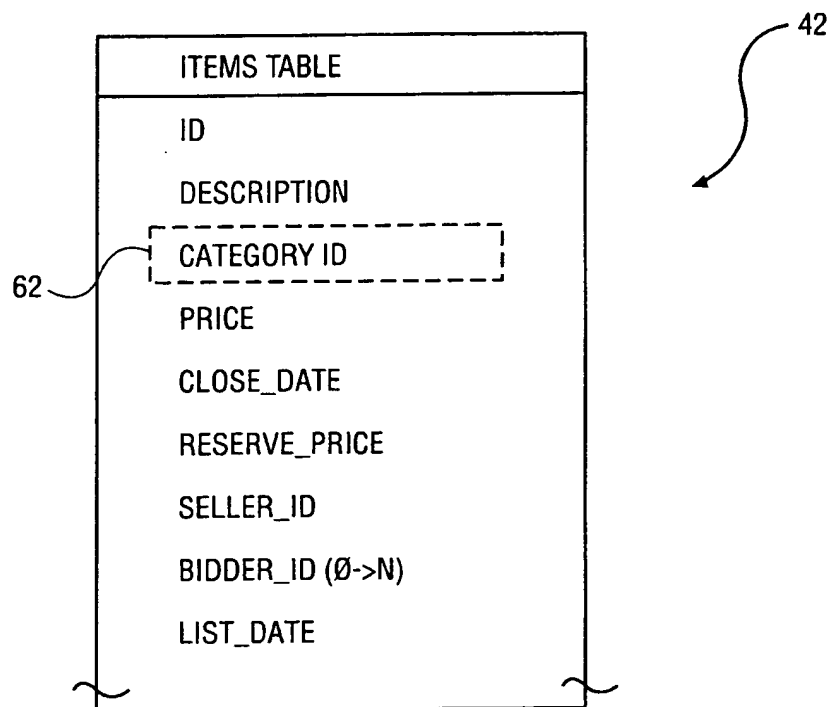 42
ITEMS TABLE
ID
DESCRIPTION
CATEGORY ID
62
PRICE
CLOSE_DATE
RESERVE_PRICE
SELLER_ID
BIDDER_ID (Ø->N)
LIST_DATE